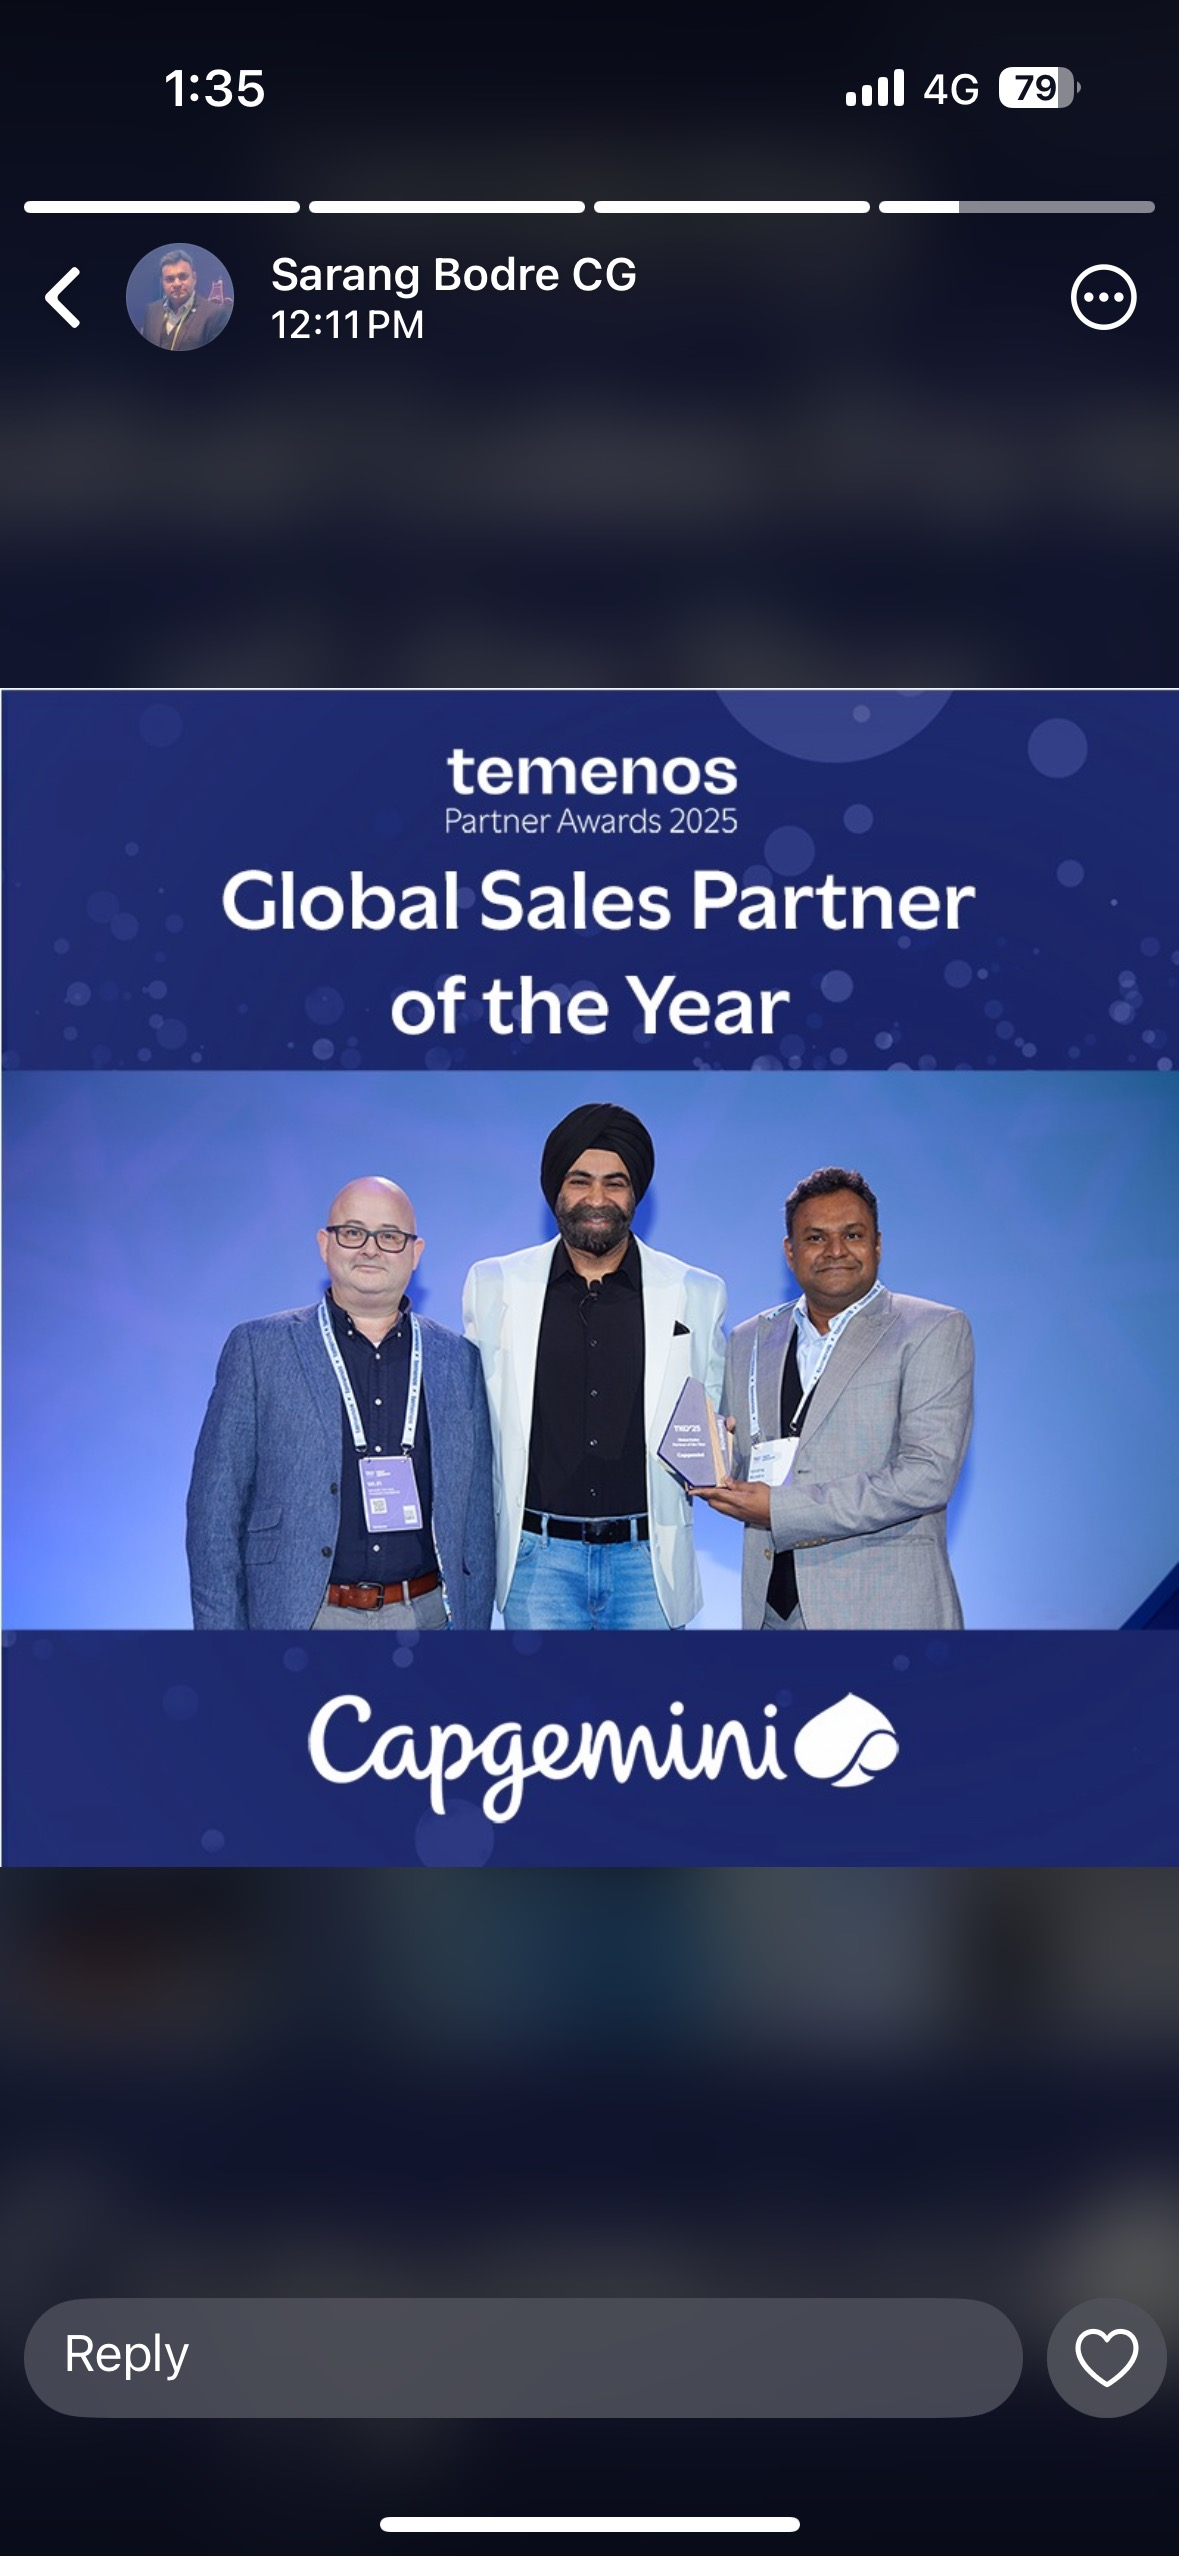 1:35
4G
79
Sarang Bodre CG
12:11 PM
temenos
Partner Awards 2025
Global Sales Partner
of the Year
Capgemini
Capgemini
Reply